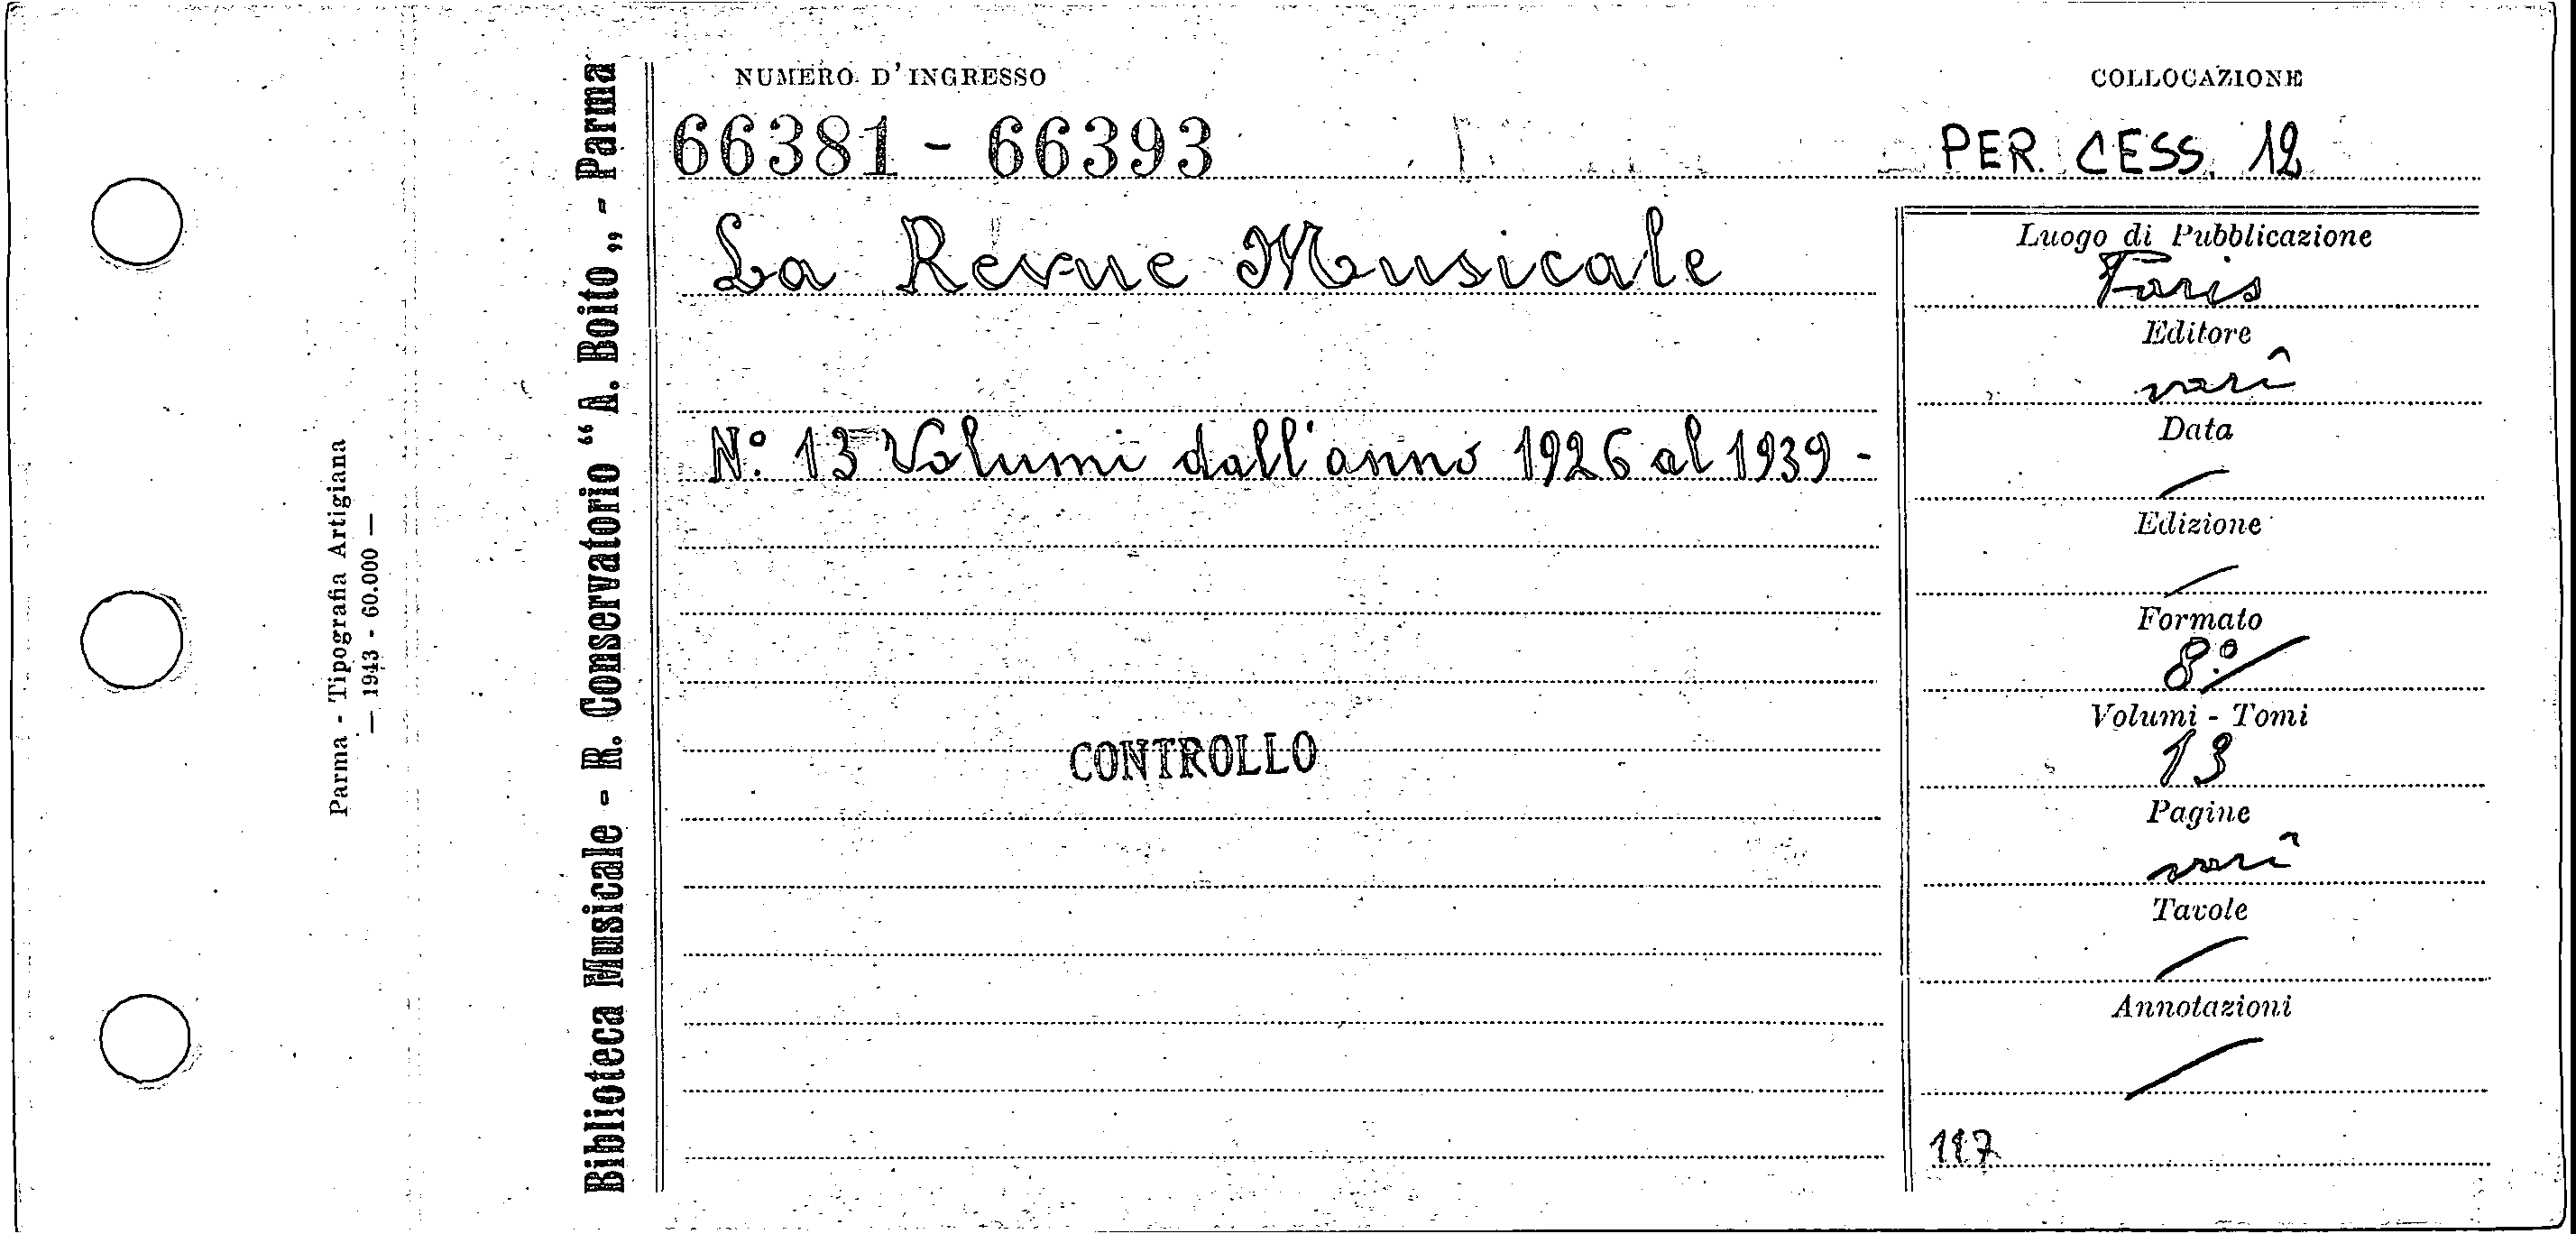 NUMERO D'INGRESSO
66381 - 66393
COLLOCAZIONE
PER. CESS. 12
La Revue Musicale
N.° 13 Volumi dall'anno 1926 al 1939 -
CONTROLLO
Luogo di Pubblicazione
Paris
Editore
vari
Data
Edizione
Formato
8.°
Volumi - Tomi
13
Pagine
vari
Tavole
Annotazioni
117
Biblioteca Musicale - R. Conservatorio “ A. Boito „ - Parma
Parma - Tipografia Artigiana
— 1943 - 60.000 —